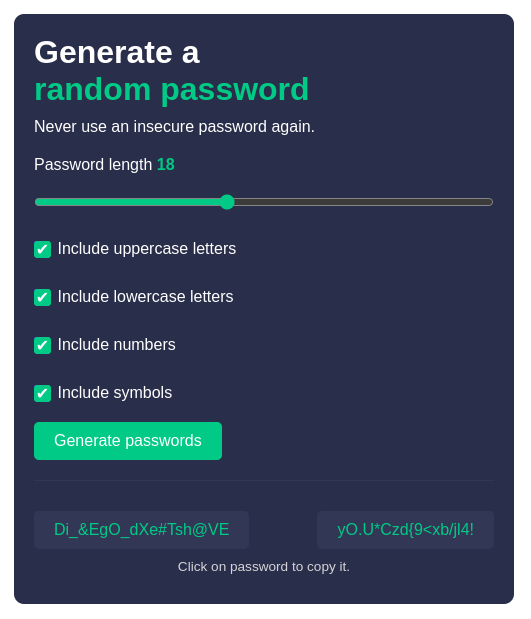 Generate a
random password
Never use an insecure password again.
Password length 18
Include uppercase letters
Include lowercase letters
Include numbers
Include symbols
Generate passwords
Di_&EgO_dXe#Tsh@VE
yO.U*Czd{9<xb/jl4!
Click on password to copy it.